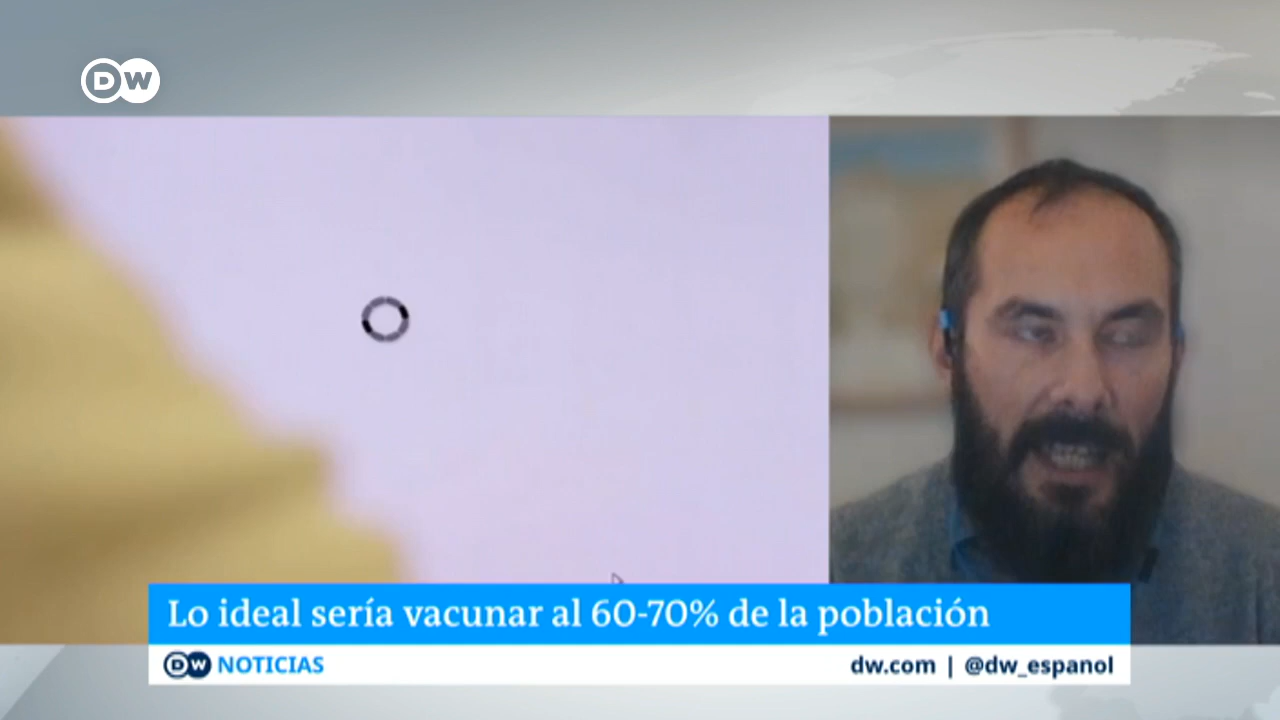 DW
Lo ideal sería vacunar al 60-70% de la población
DW NOTICIAS
dw.com | @dw_espanol